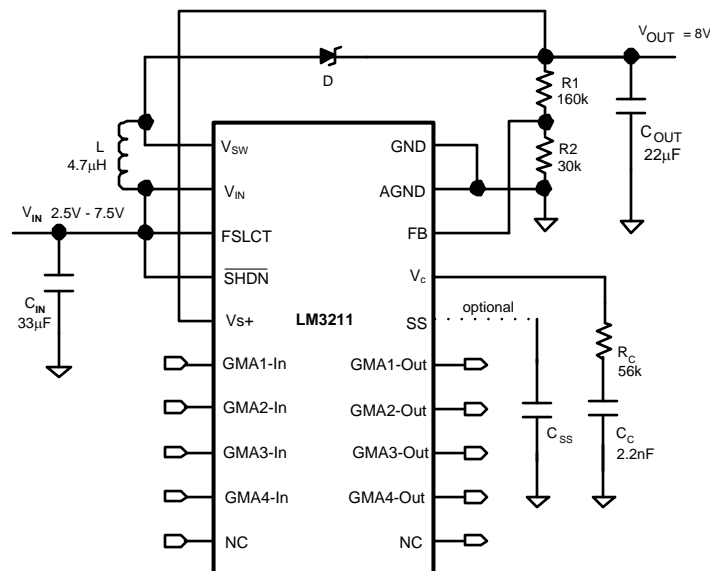 V_OUT = 8V
D
R1
160k
C_OUT
22µF
L
4.7µH
V_SW
GND
R2
30k
V_IN
AGND
V_IN 2.5V - 7.5V
FSLCT
FB
SHDN
V_c
C_IN
33µF
Vs+
LM3211
SS
optional
R_C
56k
GMA1-In
GMA1-Out
GMA2-In
GMA2-Out
C_SS
C_C
2.2nF
GMA3-In
GMA3-Out
GMA4-In
GMA4-Out
NC
NC